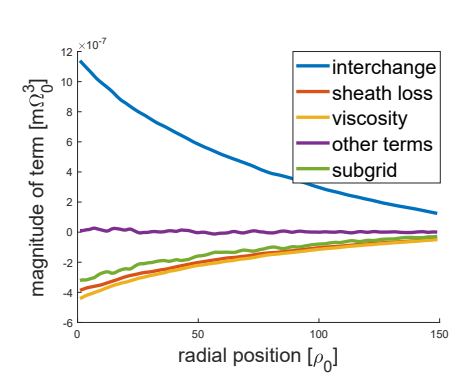 ×10⁻⁷
12
10
8
6
4
2
0
-2
-4
-6
0
50
100
150
magnitude of term [mΩ₀³]
radial position [ρ₀]
interchange
sheath loss
viscosity
other terms
subgrid